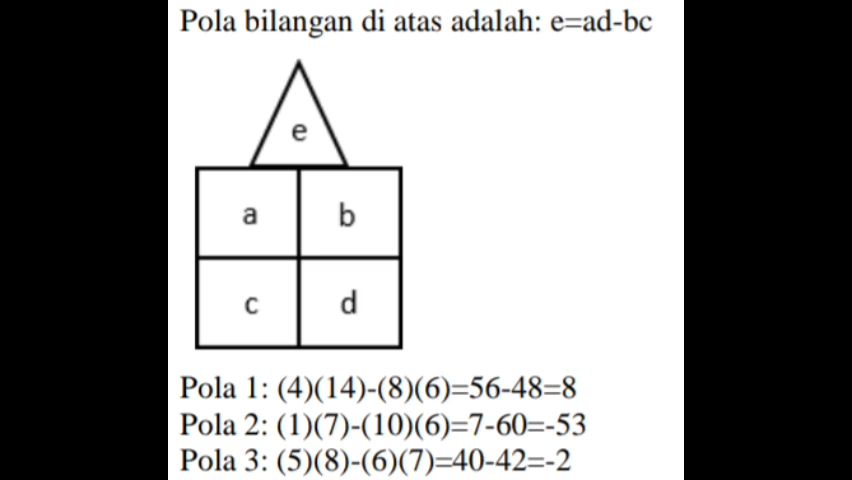 Pola bilangan di atas adalah: e=ad-bc
e
a b
c d
Pola 1: (4)(14)-(8)(6)=56-48=8
Pola 2: (1)(7)-(10)(6)=7-60=-53
Pola 3: (5)(8)-(6)(7)=40-42=-2